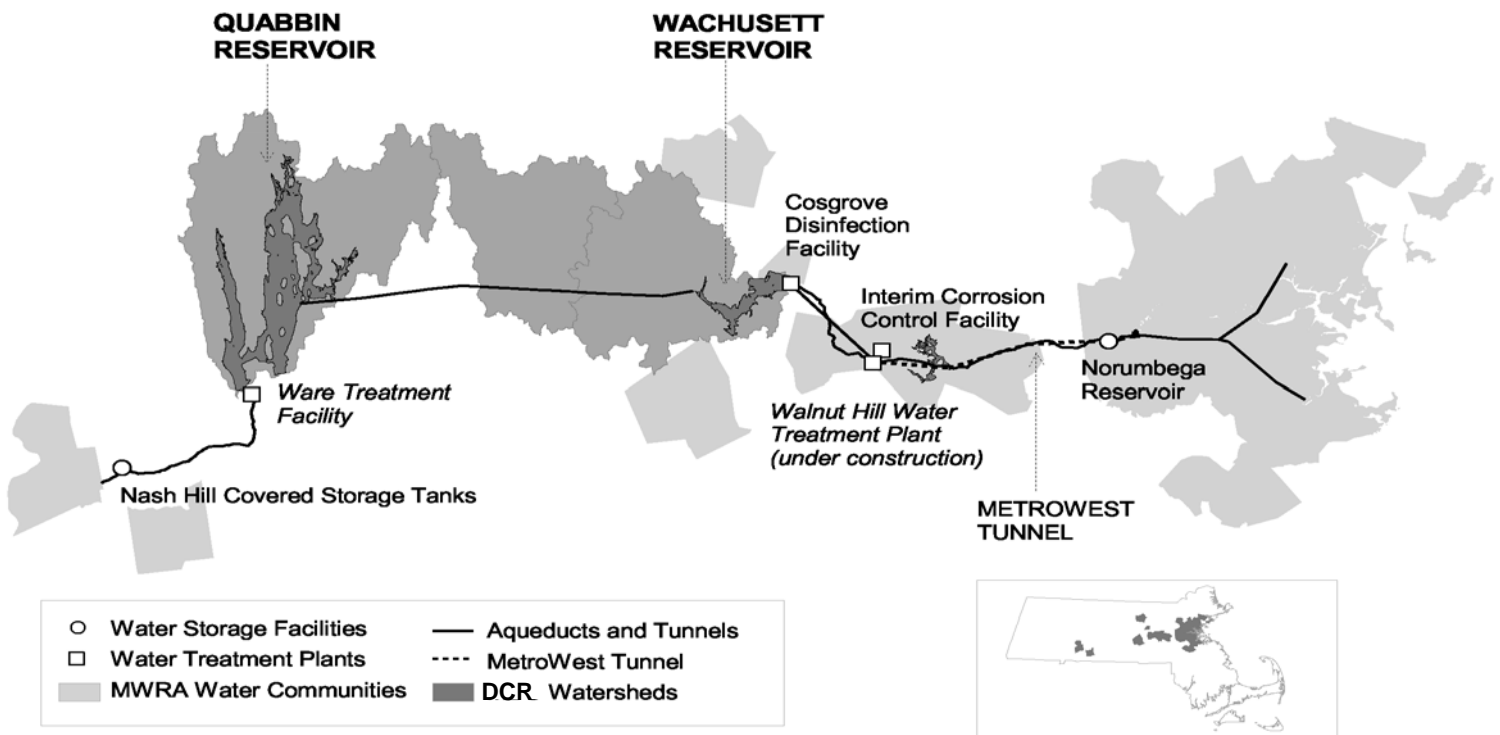 QUABBIN
RESERVOIR
WACHUSETT
RESERVOIR
Cosgrove
Disinfection
Facility
Interim Corrosion
Control Facility
Norumbega
Reservoir
Ware Treatment
Facility
Walnut Hill Water
Treatment Plant
(under construction)
Nash Hill Covered Storage Tanks
METROWEST
TUNNEL
Water Storage Facilities
Water Treatment Plants
MWRA Water Communities
Aqueducts and Tunnels
MetroWest Tunnel
DCR Watersheds